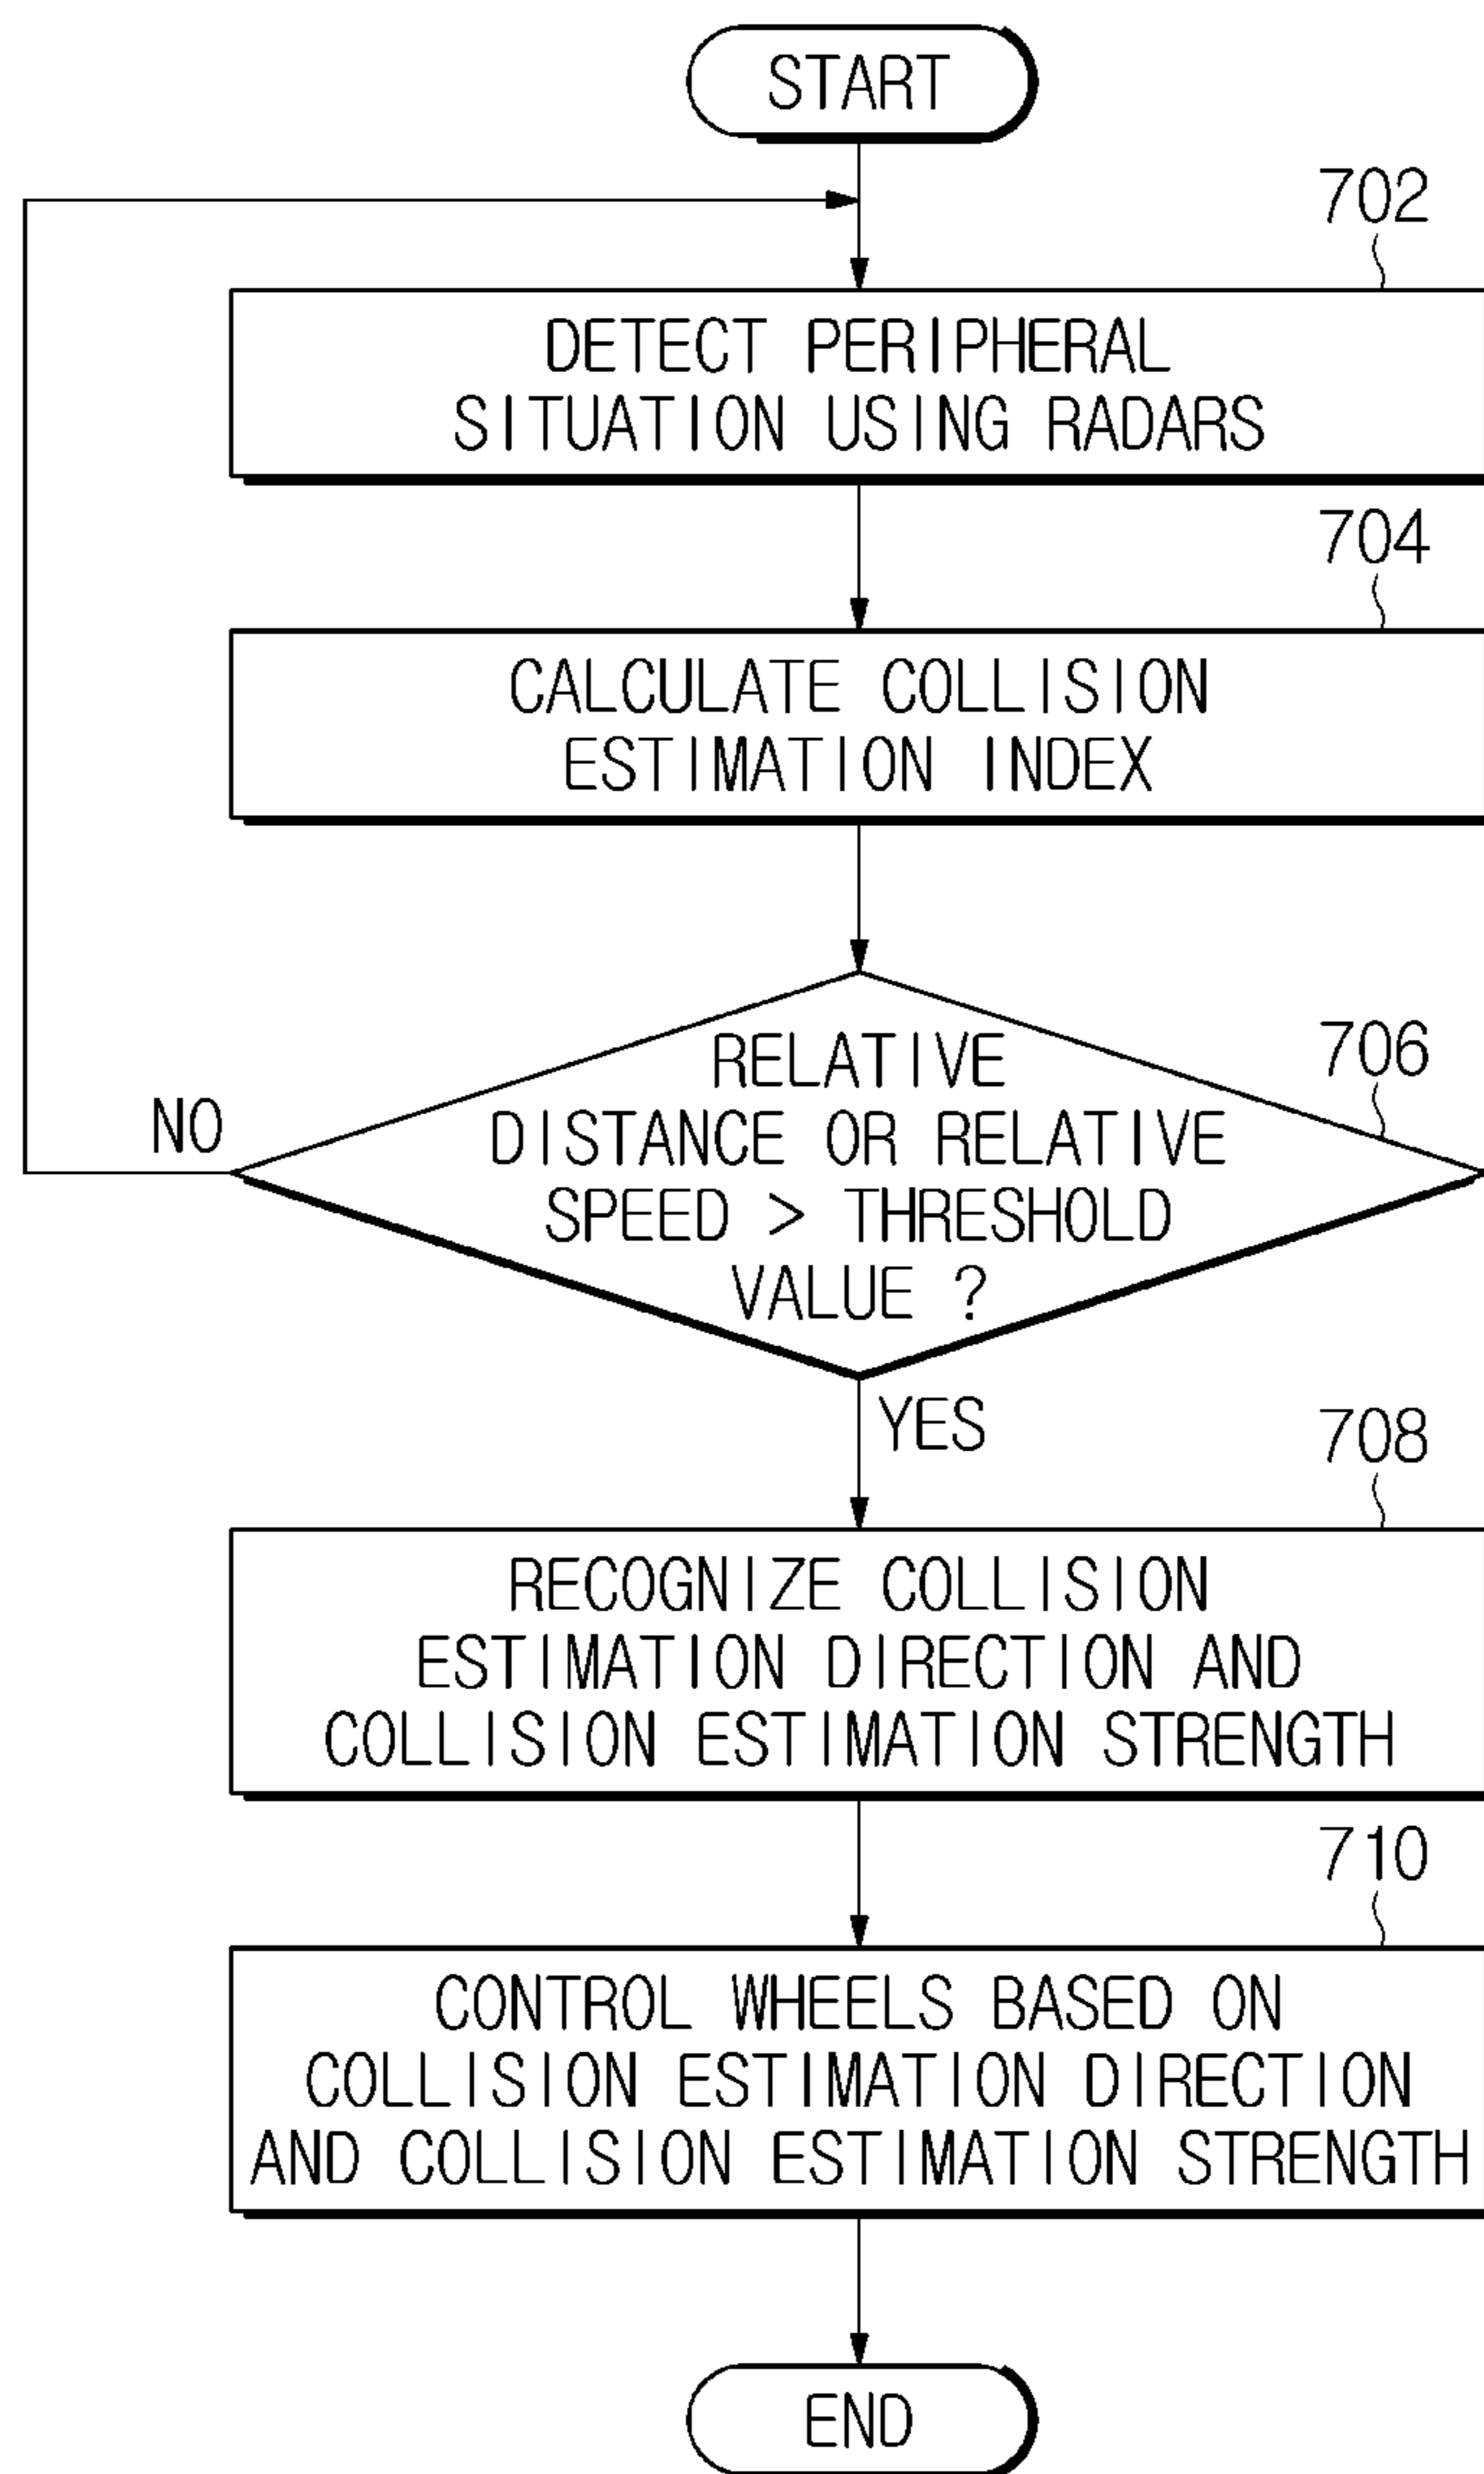 START
702
DETECT PERIPHERAL
SITUATION USING RADARS
704
CALCULATE COLLISION
ESTIMATION INDEX
706
RELATIVE
DISTANCE OR RELATIVE
SPEED > THRESHOLD
VALUE ?
NO
YES
708
RECOGNIZE COLLISION
ESTIMATION DIRECTION AND
COLLISION ESTIMATION STRENGTH
710
CONTROL WHEELS BASED ON
COLLISION ESTIMATION DIRECTION
AND COLLISION ESTIMATION STRENGTH
END